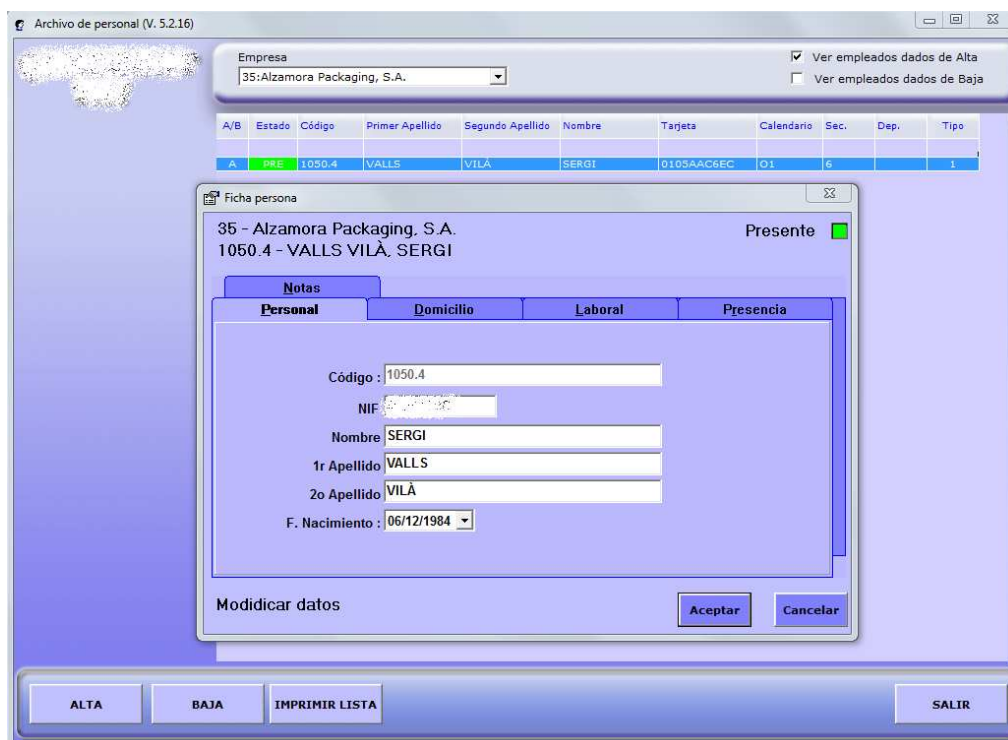 Archivo de personal (V. 5.2.16)
Empresa
35:Alzamora Packaging, S.A.
Ver empleados dados de Alta
Ver empleados dados de Baja
A/B Estado Código Primer Apellido Segundo Apellido Nombre Tarjeta Calendario Sec. Dep. Tipo
A PRE 1050.4 VALLS VILÀ SERGI 0105AAC6EC O1 6 1
Ficha persona
35 - Alzamora Packaging, S.A.
1050.4 - VALLS VILÀ, SERGI
Presente
Notas
Personal Domicilio Laboral Presencia
Código : 1050.4
NIF
Nombre SERGI
1r Apellido VALLS
2o Apellido VILÀ
F. Nacimiento : 06/12/1984
Modidicar datos
Aceptar Cancelar
ALTA BAJA IMPRIMIR LISTA SALIR